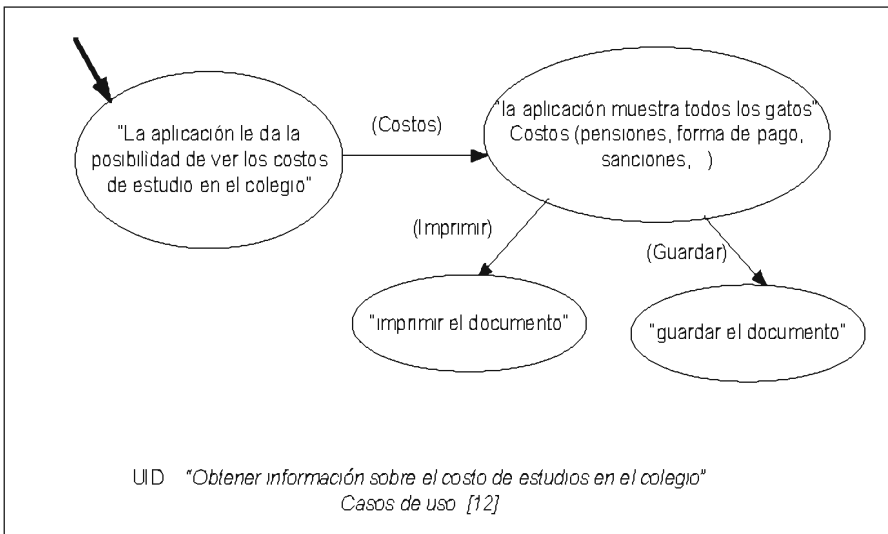 "La aplicación le da la
posibilidad de ver los costos
de estudio en el colegio"
(Costos)
"la aplicación muestra todos los gatos"
Costos (pensiones, forma de pago,
sanciones, )
(Imprimir)
(Guardar)
"imprimir el documento"
"guardar el documento"
UID "Obtener información sobre el costo de estudios en el colegio"
Casos de uso [12]